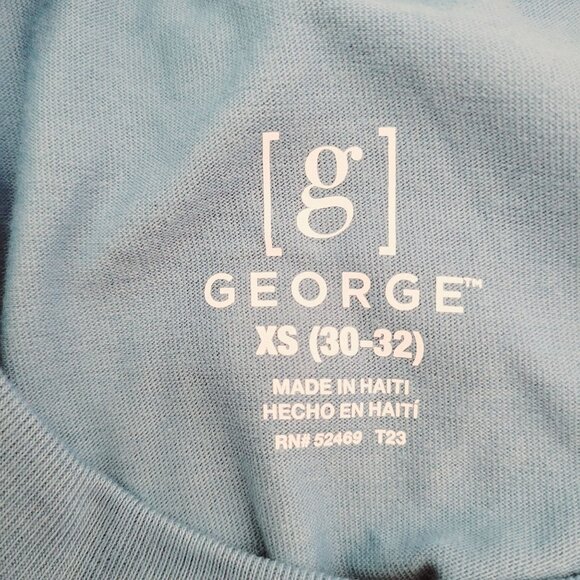 [g]
GEORGE™
XS (30-32)
MADE IN HAITI
HECHO EN HAITÍ
RN# 52469 T23